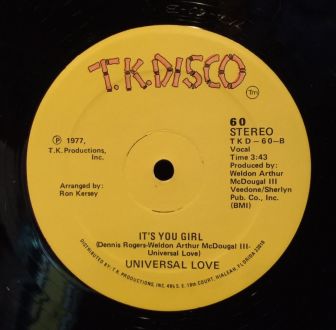 T.K. DISCO
Tm
℗ 1977,
T.K. Productions,
Inc.
Arranged by:
Ron Kersey
60
STEREO
TKD-60-B
Vocal
Time 3:43
Produced by:
Weldon Arthur
McDougal III
Veedone/Sherlyn
Pub. Co., Inc.
(BMI)
IT'S YOU GIRL
(Dennis Rogers-Weldon Arthur McDougal III-
Universal Love)
UNIVERSAL LOVE
DISTRIBUTED BY: T.K. PRODUCTIONS, INC. 495 S.E. 10th COURT, HIALEAH, FLORIDA 33010